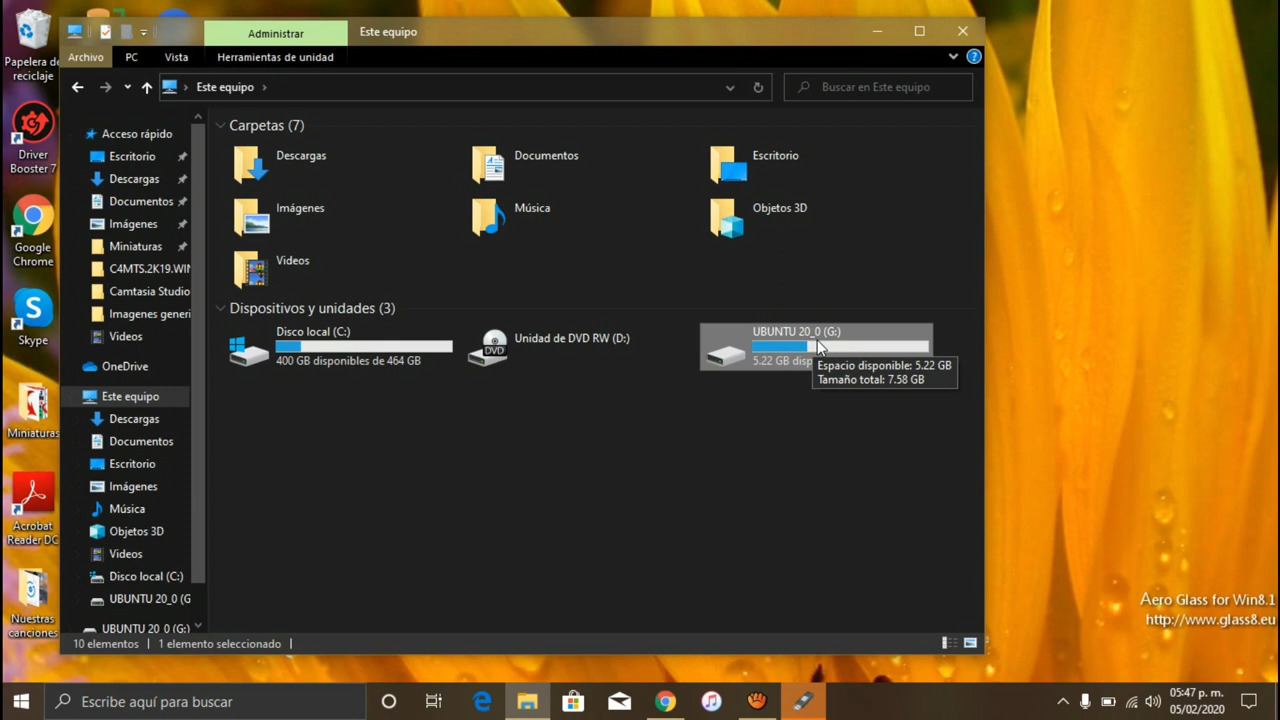 Papelera de
reciclaje
Driver
Booster 7
Google
Chrome
Skype
Miniaturas
Acrobat
Reader DC
Nuestras
canciones
Administrar
Este equipo
Archivo
PC
Vista
Herramientas de unidad
Este equipo
Buscar en Este equipo
Acceso rápido
Escritorio
Descargas
Documentos
Imágenes
Miniaturas
C4MTS.2K19.WIN
Camtasia Studio
Imagenes generi
Videos
OneDrive
Este equipo
Descargas
Documentos
Escritorio
Imágenes
Música
Objetos 3D
Videos
Disco local (C:)
UBUNTU 20_0 (G
UBUNTU 20_0 (G:)
Carpetas (7)
Descargas
Documentos
Escritorio
Imágenes
Música
Objetos 3D
Videos
Dispositivos y unidades (3)
Disco local (C:)
400 GB disponibles de 464 GB
DVD
Unidad de DVD RW (D:)
UBUNTU 20_0 (G:)
5.22 GB disp
Espacio disponible: 5.22 GB
Tamaño total: 7.58 GB
10 elementos
1 elemento seleccionado
Aero Glass for Win8.1
http://www.glass8.eu
Escribe aquí para buscar
05:47 p. m.
05/02/2020